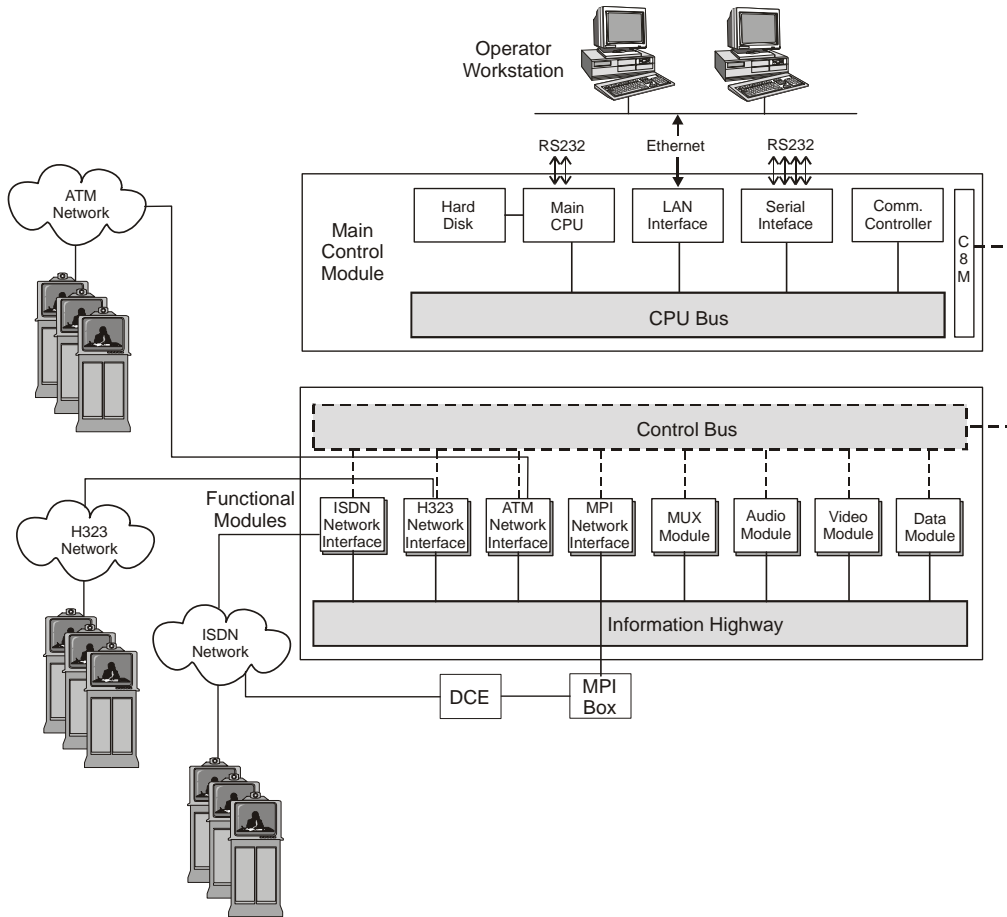 Operator
Workstation
RS232
Ethernet
RS232
ATM
Network
Main
Control
Module
Hard
Disk
Main
CPU
LAN
Interface
Serial
Inteface
Comm.
Controller
C
8
M
CPU Bus
Control Bus
Functional
Modules
ISDN
Network
Interface
H323
Network
Interface
ATM
Network
Interface
MPI
Network
Interface
MUX
Module
Audio
Module
Video
Module
Data
Module
H323
Network
Information Highway
ISDN
Network
DCE
MPI
Box